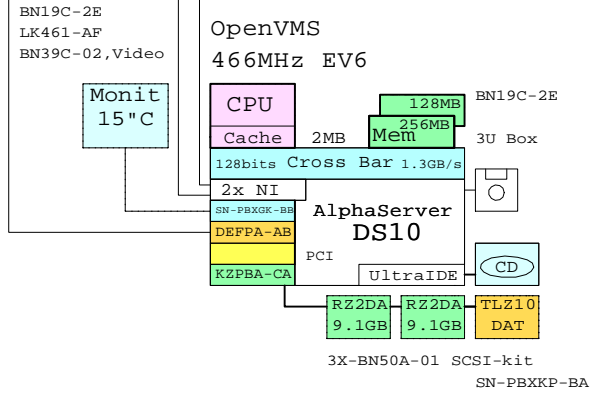 BN19C-2E
LK461-AF
BN39C-02,Video
OpenVMS
466MHz EV6
Monit
15"C
CPU
Cache
2MB
128MB
256MB
Mem
BN19C-2E
3U Box
128bits Cross Bar 1.3GB/s
2x NI
SN-PBXGK-BB
DEFPA-AB
KZPBA-CA
PCI
AlphaServer
DS10
UltraIDE
CD
RZ2DA
9.1GB
RZ2DA
9.1GB
TLZ10
DAT
3X-BN50A-01 SCSI-kit
SN-PBXKP-BA